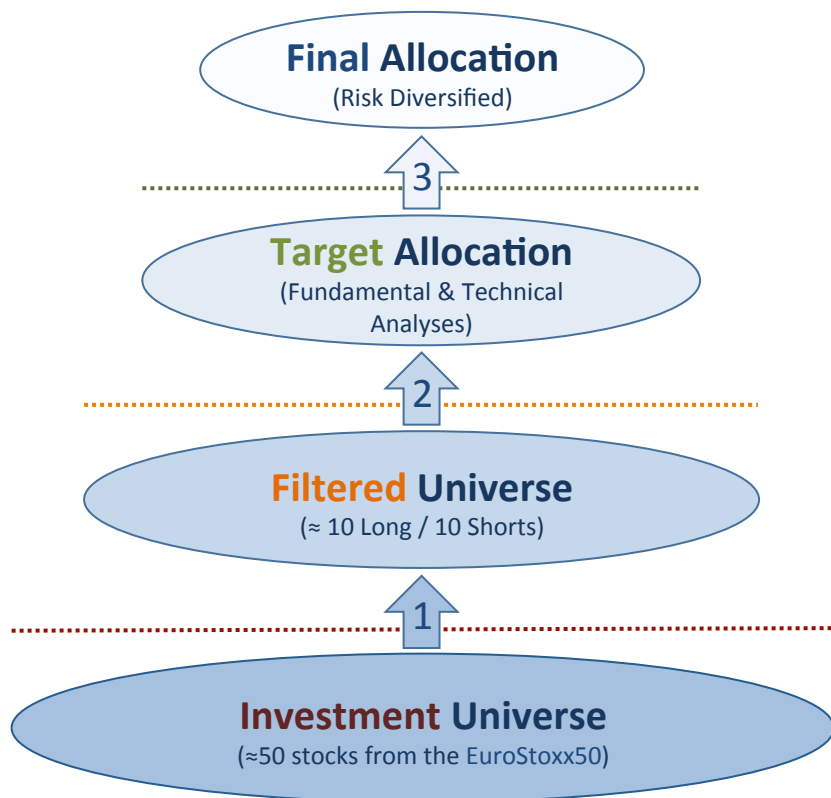 Final Allocation
(Risk Diversified)
3
Target Allocation
(Fundamental & Technical
Analyses)
2
Filtered Universe
(≈ 10 Long / 10 Shorts)
1
Investment Universe
(≈50 stocks from the EuroStoxx50)